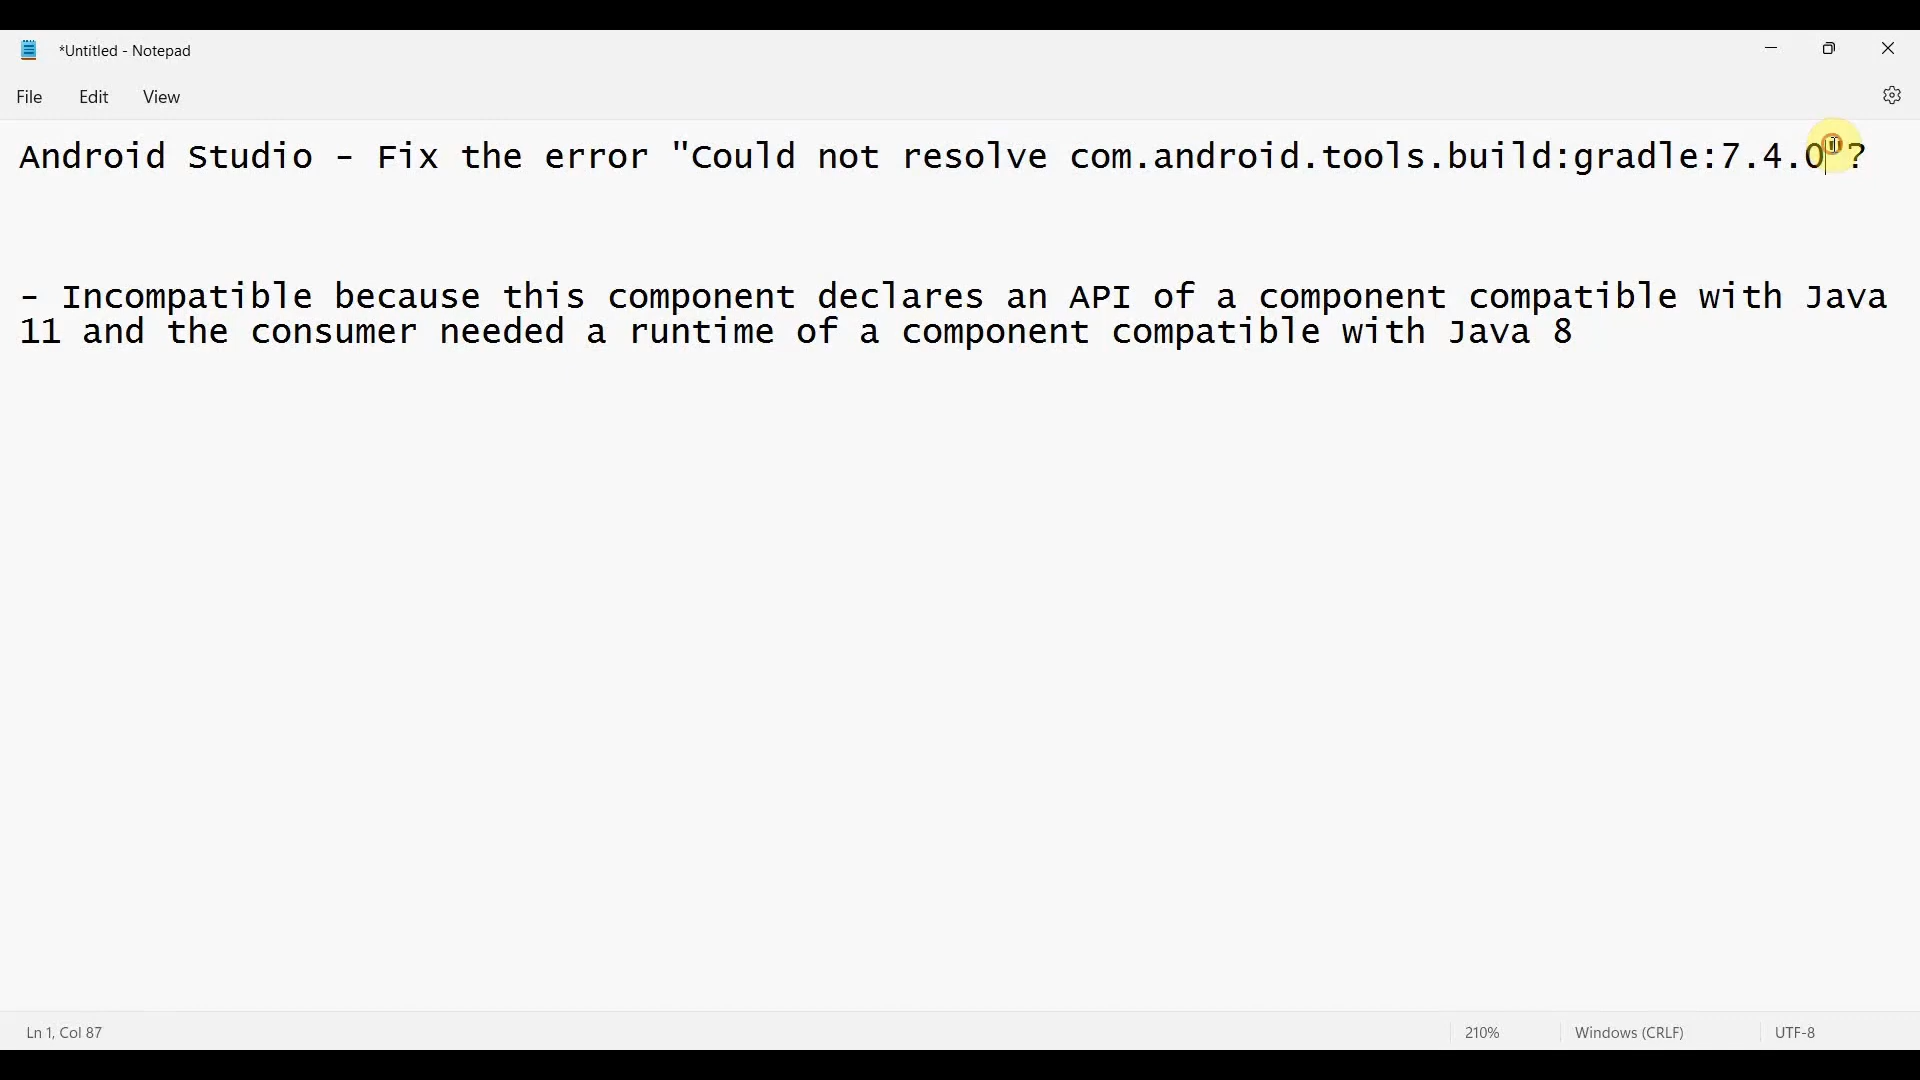 *Untitled - Notepad
File Edit View
Android Studio - Fix the error "Could not resolve com.android.tools.build:gradle:7.4.0"?
- Incompatible because this component declares an API of a component compatible with Java
11 and the consumer needed a runtime of a component compatible with Java 8
Ln 1, Col 87 210% Windows (CRLF) UTF-8